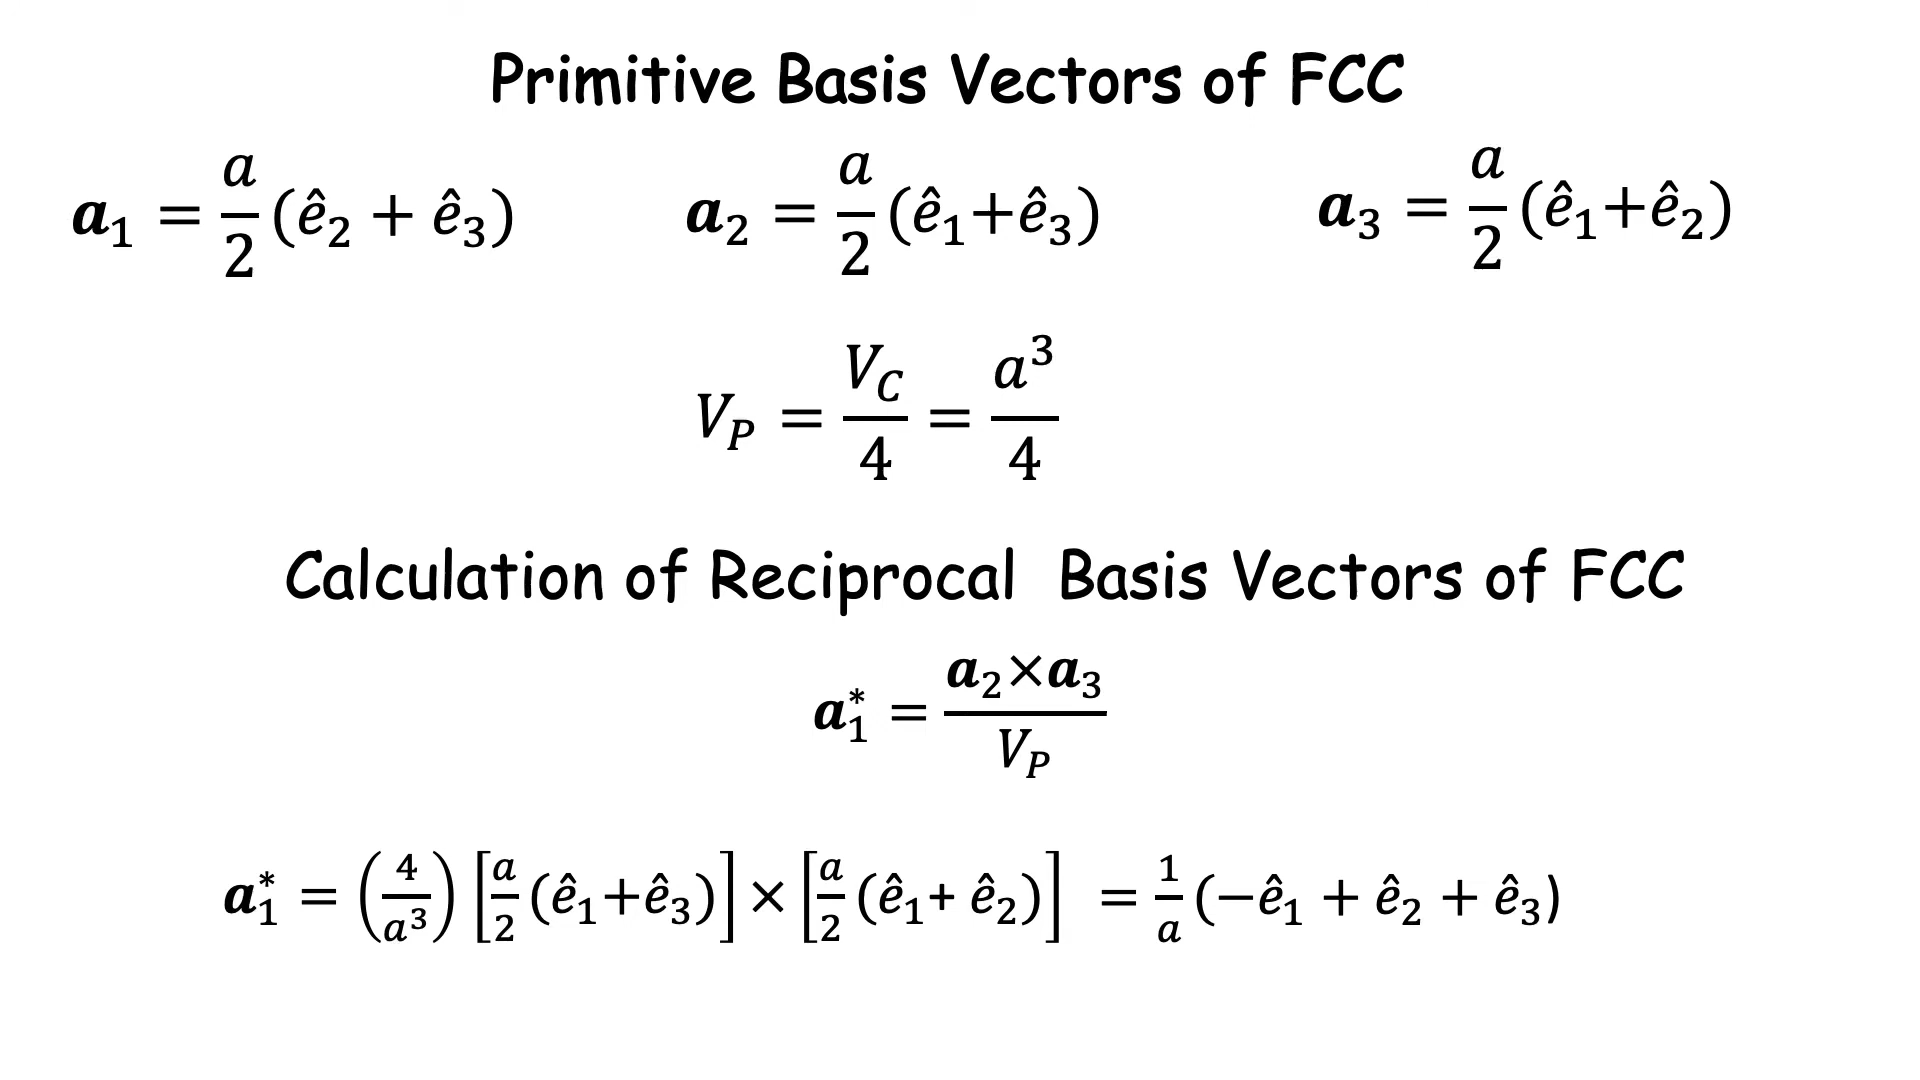 Primitive Basis Vectors of FCC
𝒂₁ = a/2 (ê₂ + ê₃) 𝒂₂ = a/2 (ê₁+ê₃) 𝒂₃ = a/2 (ê₁+ê₂)
V_P = V_C/4 = a³/4
Calculation of Reciprocal Basis Vectors of FCC
𝒂₁* = 𝒂₂×𝒂₃/V_P
𝒂₁* = (4/a³) [a/2 (ê₁+ê₃)] × [a/2 (ê₁+ ê₂)] = 1/a (−ê₁ + ê₂ + ê₃)